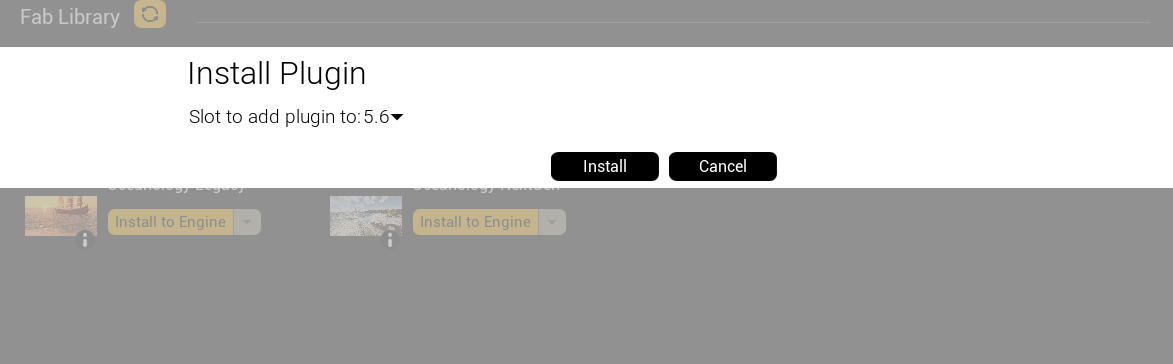 Fab Library
Install Plugin
Slot to add plugin to: 5.6
Install Cancel
Oceanology Legacy Oceanology NextGen
Install to Engine Install to Engine